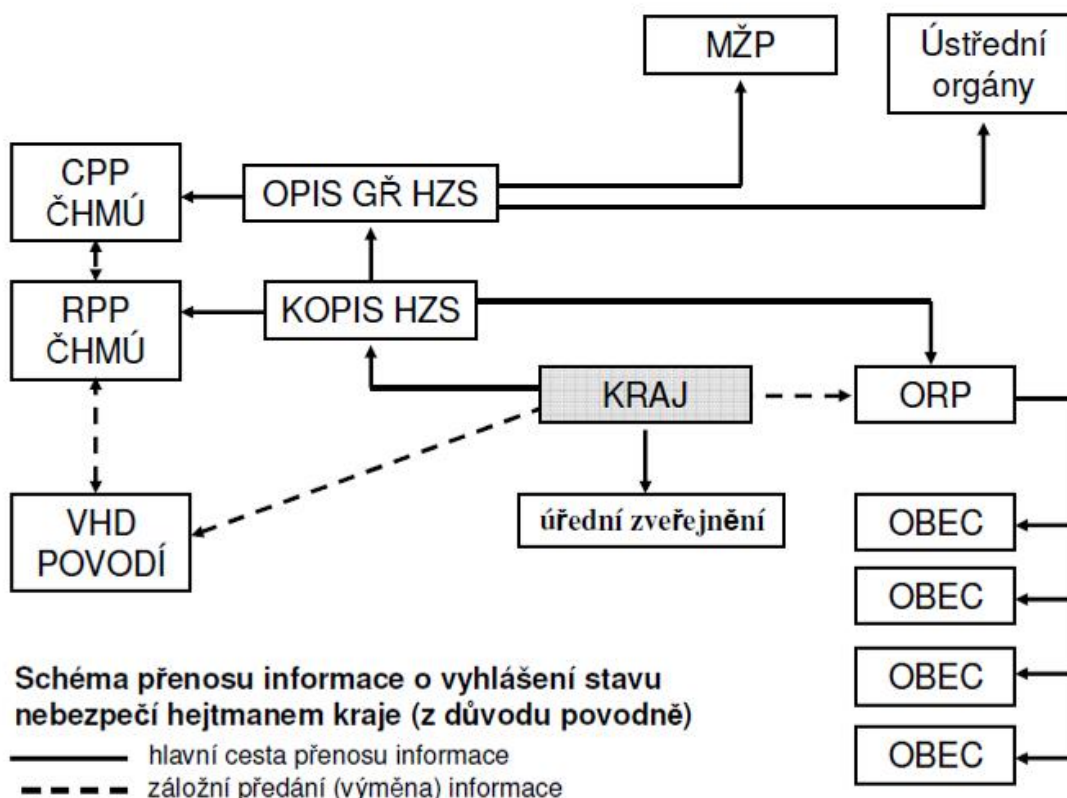 MŽP
Ústřední
orgány
CPP
ČHMÚ
OPIS GŘ HZS
RPP
ČHMÚ
KOPIS HZS
KRAJ
ORP
VHD
POVODÍ
úřední zveřejnění
OBEC
OBEC
OBEC
OBEC
Schéma přenosu informace o vyhlášení stavu
nebezpečí hejtmanem kraje (z důvodu povodně)
hlavní cesta přenosu informace
záložní předání (výměna) informace